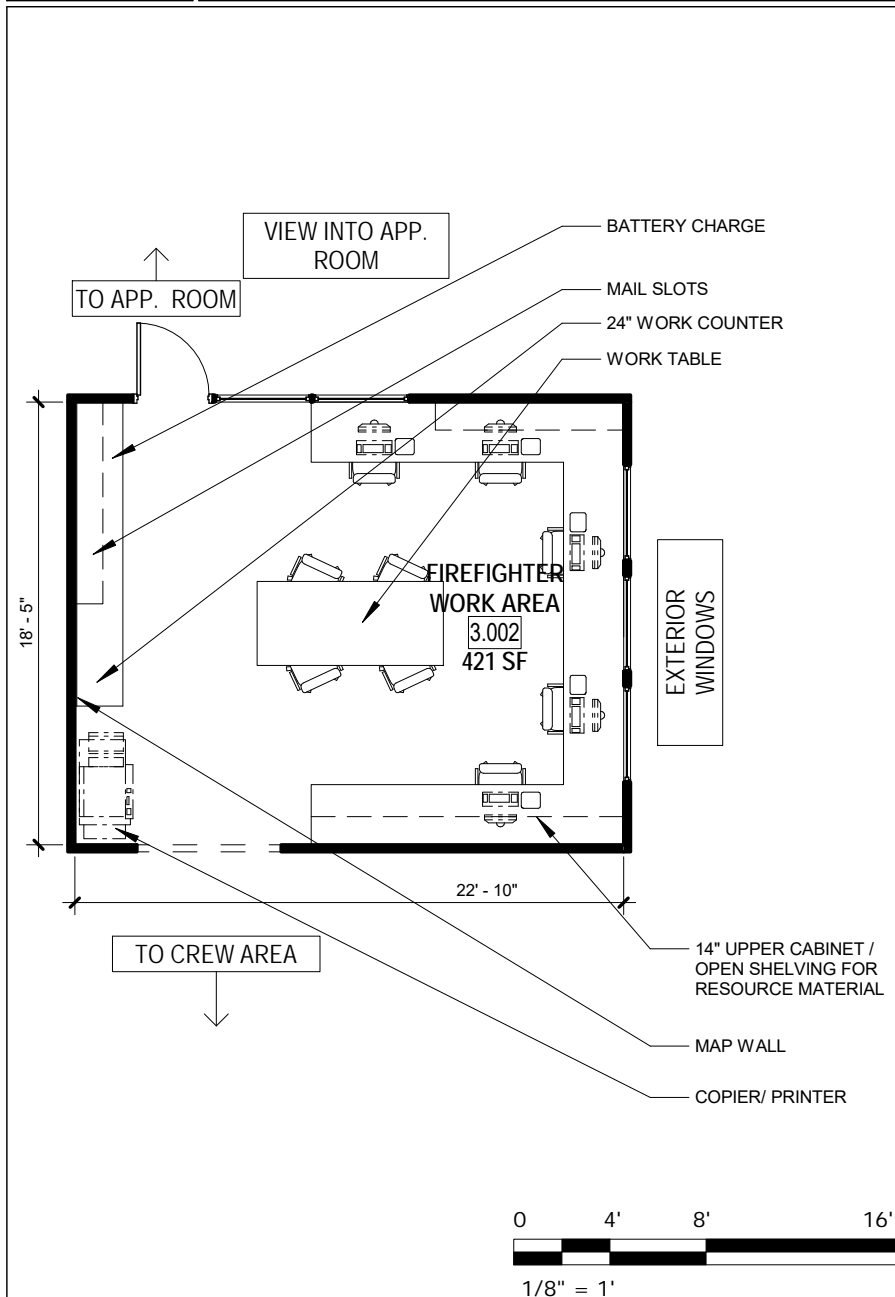 VIEW INTO APP.
ROOM
TO APP. ROOM
BATTERY CHARGE
MAIL SLOTS
24" WORK COUNTER
WORK TABLE
18' - 5"
FIREFIGHTER
WORK AREA
3.002
421 SF
EXTERIOR
WINDOWS
22' - 10"
TO CREW AREA
14" UPPER CABINET /
OPEN SHELVING FOR
RESOURCE MATERIAL
MAP WALL
COPIER/ PRINTER
0 4' 8' 16'
1/8" = 1'